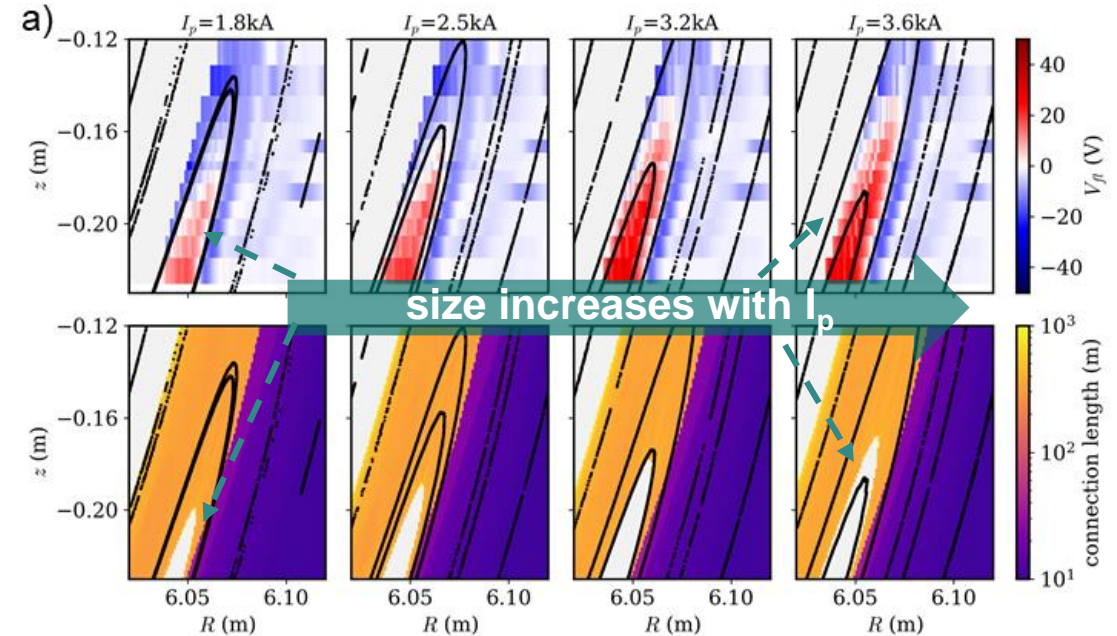 a)
I_p=1.8kA
I_p=2.5kA
I_p=3.2kA
I_p=3.6kA
−0.12
−0.16
−0.20
z (m)
40
20
0
−20
−40
V_fl (V)
size increases with I_p
−0.12
−0.16
−0.20
z (m)
10^3
10^2
10^1
connection length (m)
6.05 6.10
6.05 6.10
6.05 6.10
6.05 6.10
R (m)
R (m)
R (m)
R (m)